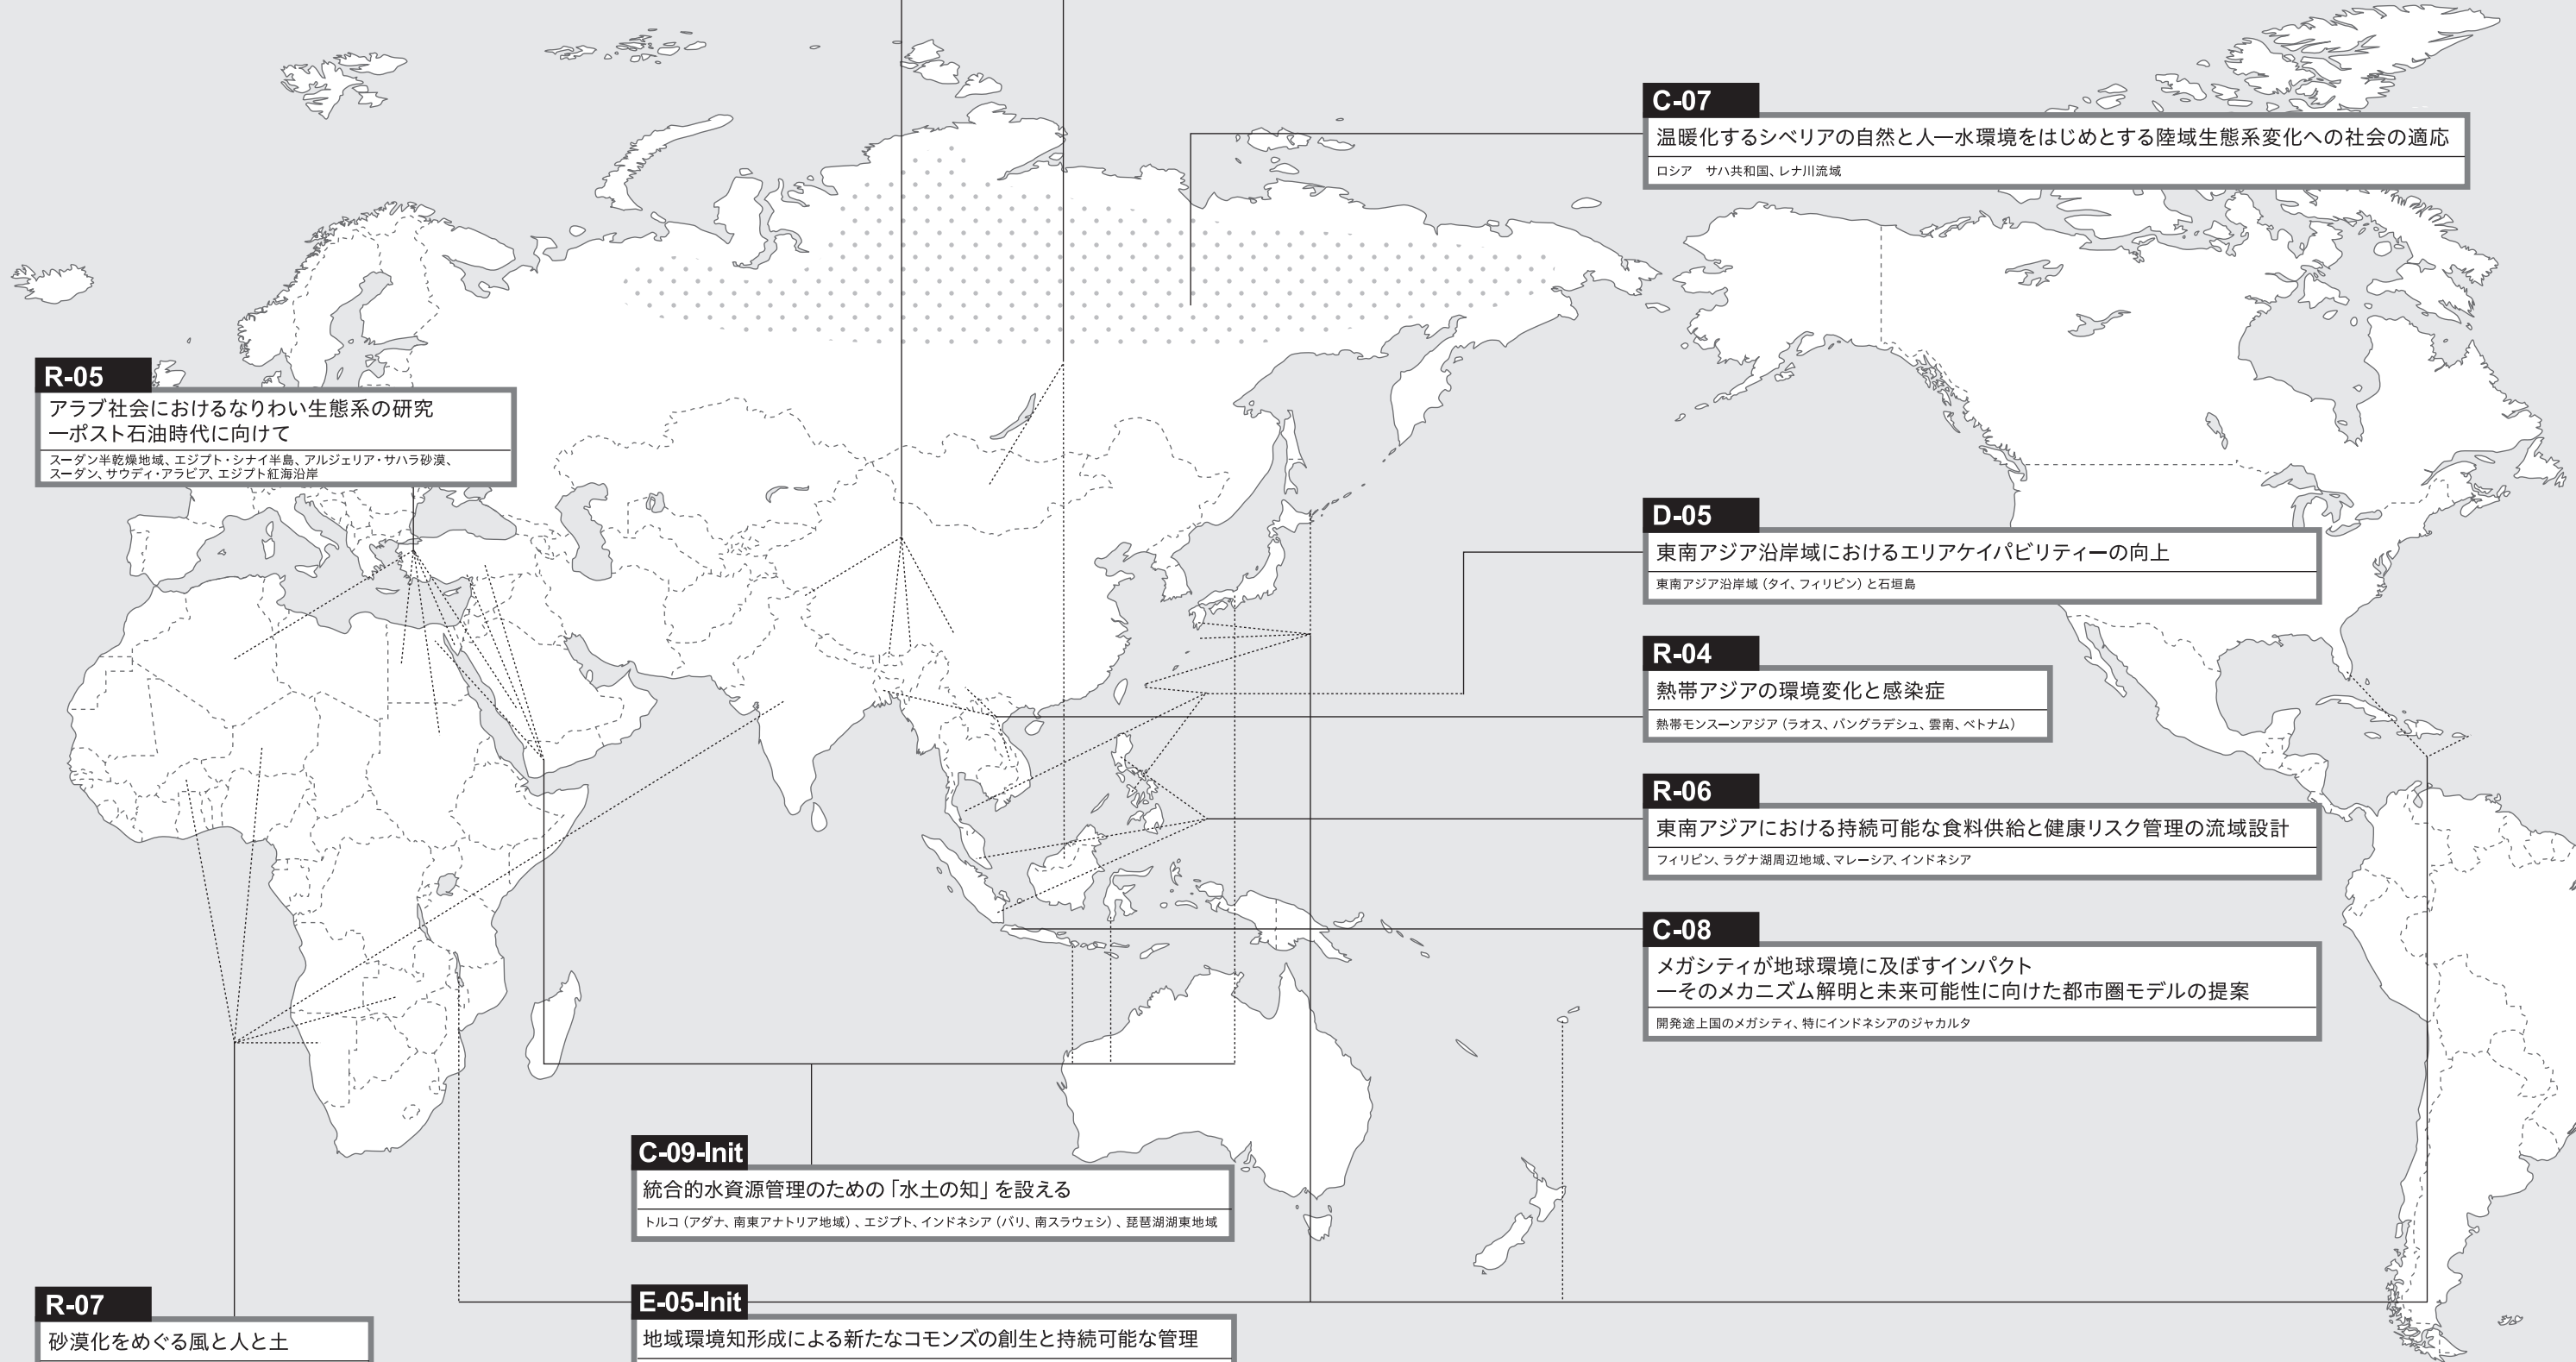 C-07
温暖化するシベリアの自然と人―水環境をはじめとする陸域生態系変化への社会の適応
ロシア　サハ共和国、レナ川流域
R-05
アラブ社会におけるなりわい生態系の研究
―ポスト石油時代に向けて
スーダン半乾燥地域、エジプト・シナイ半島、アルジェリア・サハラ砂漠、
スーダン、サウディ・アラビア、エジプト紅海沿岸
D-05
東南アジア沿岸域におけるエリアケイパビリティーの向上
東南アジア沿岸域（タイ、フィリピン）と石垣島
R-04
熱帯アジアの環境変化と感染症
熱帯モンスーンアジア（ラオス、バングラデシュ、雲南、ベトナム）
R-06
東南アジアにおける持続可能な食料供給と健康リスク管理の流域設計
フィリピン、ラグナ湖周辺地域、マレーシア、インドネシア
C-08
メガシティが地球環境に及ぼすインパクト
―そのメカニズム解明と未来可能性に向けた都市圏モデルの提案
開発途上国のメガシティ、特にインドネシアのジャカルタ
C-09-Init
統合的水資源管理のための「水土の知」を設える
トルコ（アダナ、南東アナトリア地域）、エジプト、インドネシア（バリ、南スラウェシ）、琵琶湖湖東地域
R-07
砂漠化をめぐる風と人と土
E-05-Init
地域環境知形成による新たなコモンズの創生と持続可能な管理